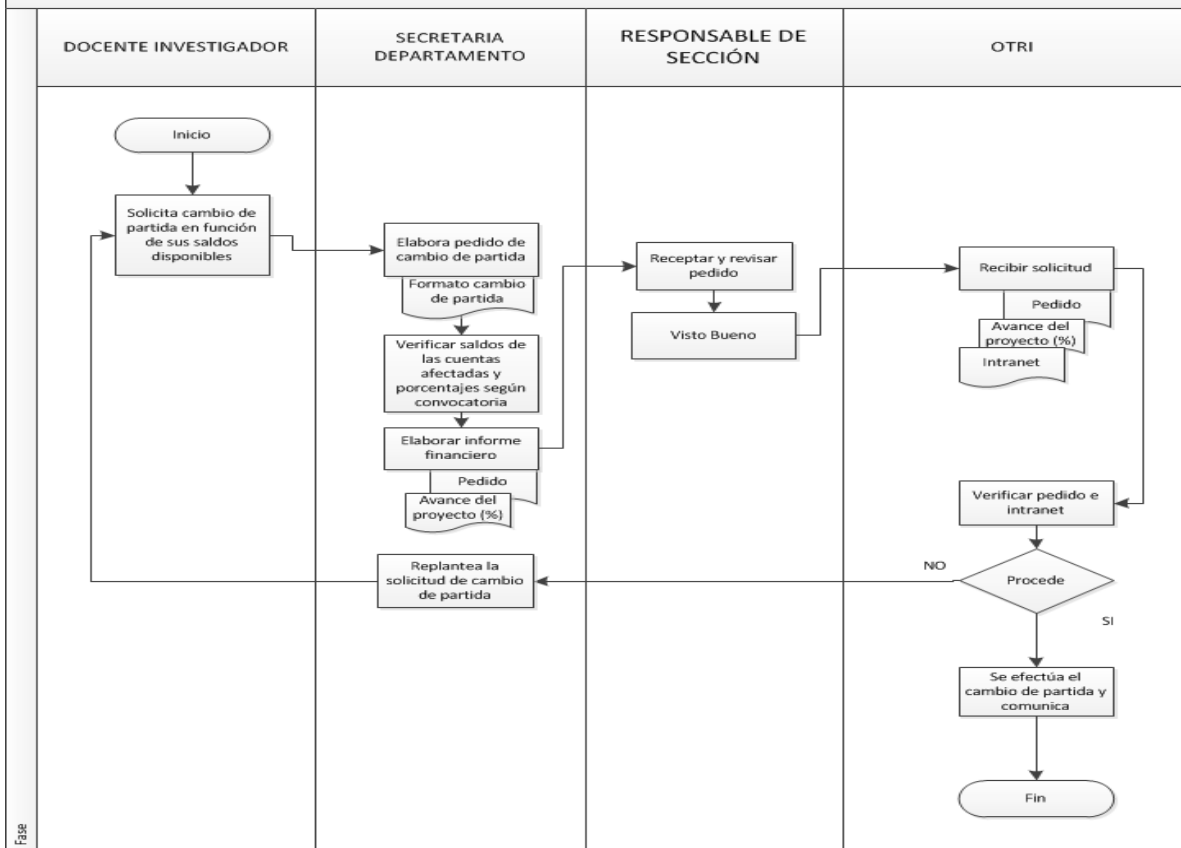 DOCENTE INVESTIGADOR
SECRETARIA
DEPARTAMENTO
RESPONSABLE DE
SECCIÓN
OTRI
Inicio
Solicita cambio de
partida en función
de sus saldos
disponibles
Elabora pedido de
cambio de partida
Formato cambio
de partida
Verificar saldos de
las cuentas
afectadas y
porcentajes según
convocatoria
Elaborar informe
financiero
Pedido
Avance del
proyecto (%)
Replantea la
solicitud de cambio
de partida
Receptar y revisar
pedido
Visto Bueno
Recibir solicitud
Pedido
Avance del
proyecto (%)
Intranet
Verificar pedido e
intranet
NO
Procede
SI
Se efectúa el
cambio de partida y
comunica
Fin
Fase